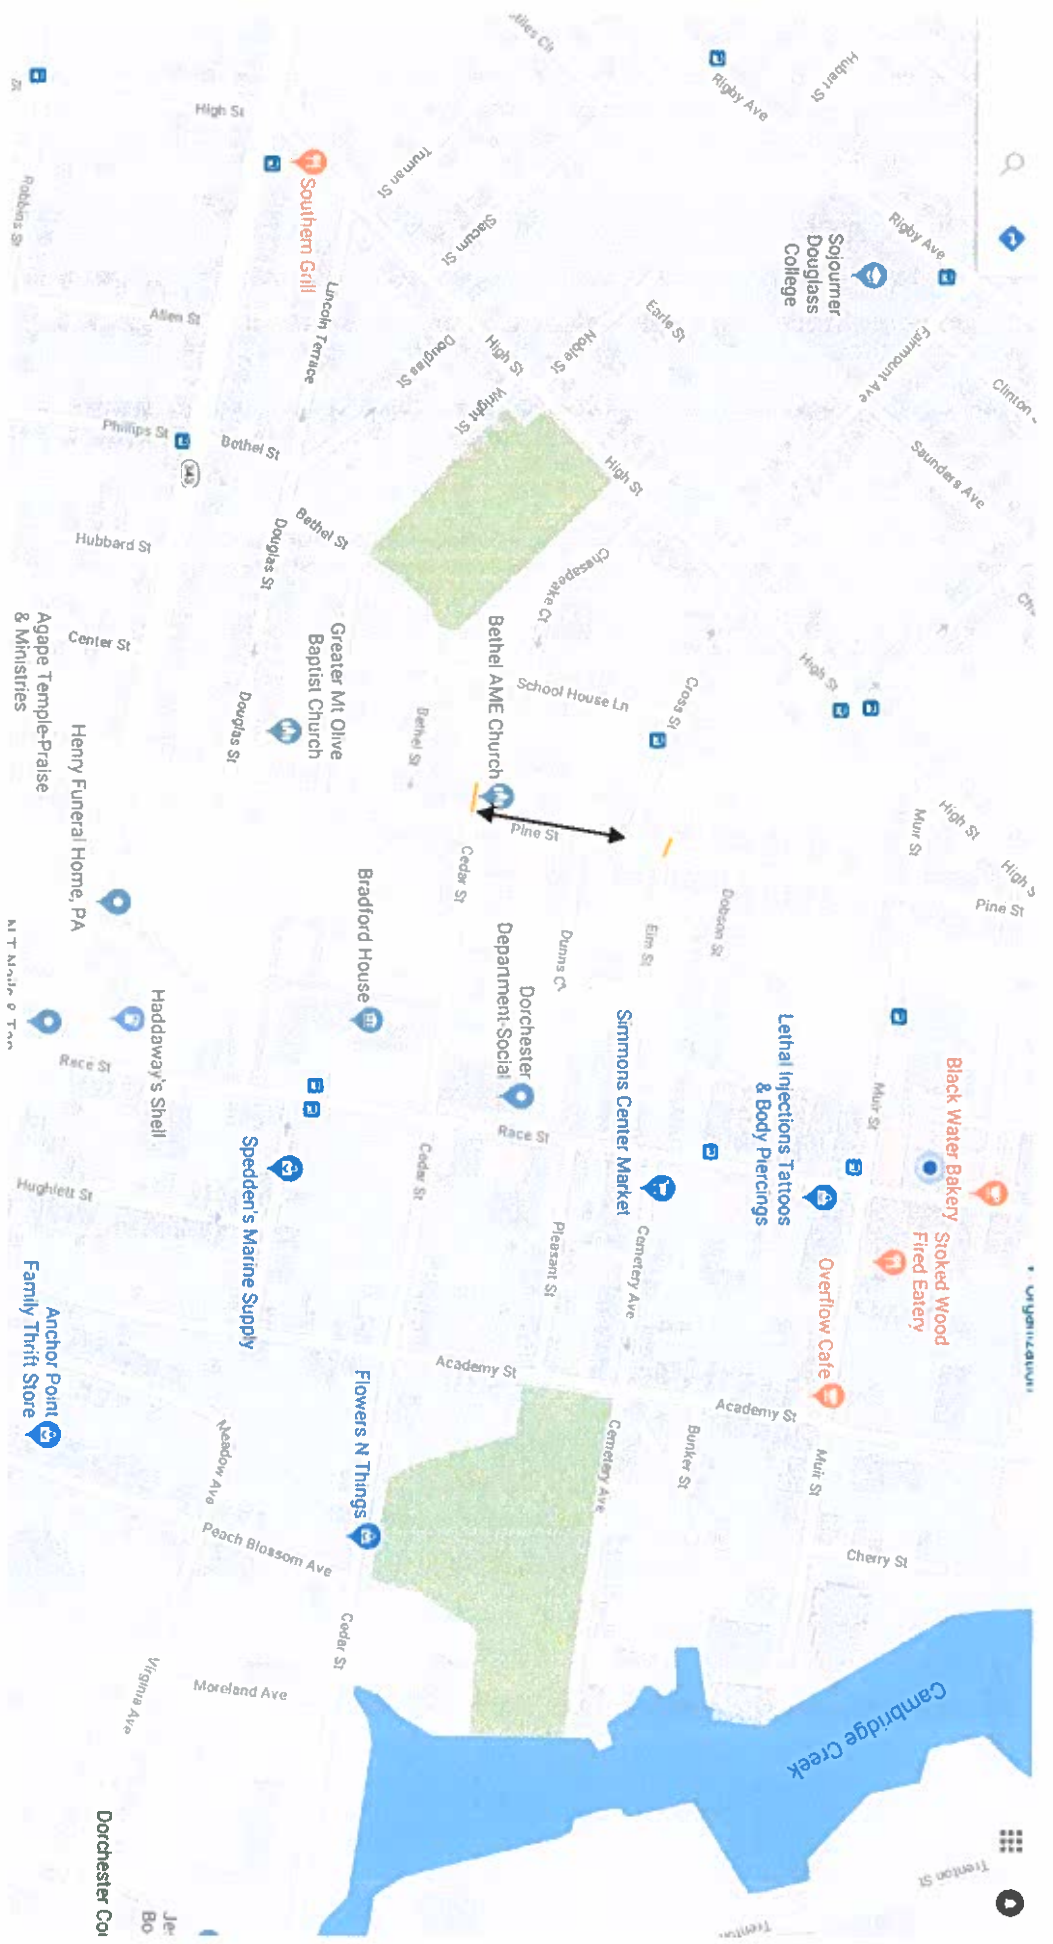 Hubert St
Rigby Ave
Rigby Ave
Sojourner
Douglass
College
Fairmount Ave
Saunders Ave
High St
Southern Grill
Truman St
Slacum St
Lincoln Terrace
Douglas St
High St
Noble St
Earle St
Wright St
High St
Robbins St
Allen St
Phillips St
343
Bethel St
Bethel St
Douglas St
Hubbard St
Center St
Chesapeake Ct
School House Ln
Cross St
High St
Bethel AME Church
Greater Mt Olive
Baptist Church
Bethel St
Douglas St
Agape Temple-Praise
& Ministries
Henry Funeral Home, PA
Pine St
Cedar St
Muir St
High St
Pine St
Dobson St
Elm St
Dunns Ct
Bradford House
Dorchester
Department-Social
Simmons Center Market
Lethal Injections Tattoos
& Body Piercings
Muir St
Black Water Bakery
Stoked Wood
Fired Eatery
Overflow Cafe
Haddaway's Shell
Race St
Race St
Spedden's Marine Supply
Cedar St
Hughlett St
Pleasant St
Cemetery Ave
Organization
Academy St
Academy St
Anchor Point
Family Thrift Store
Flowers N Things
Meadow Ave
Peach Blossom Ave
Cemetery Ave
Bunker St
Muir St
Cherry St
Cedar St
Moreland Ave
Virginia Ave
Cambridge Creek
Trenton St
Trenton
Dorchester Co